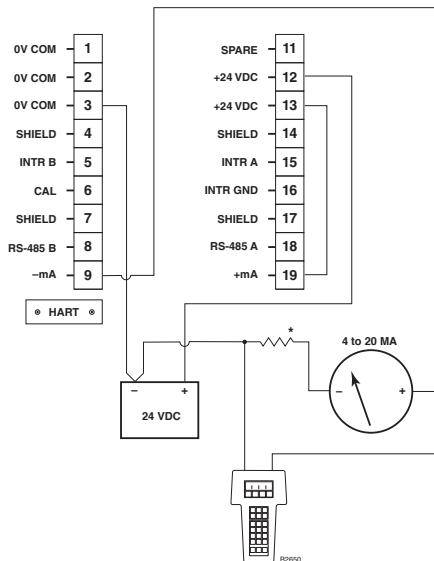 0V COM 1
0V COM 2
0V COM 3
SHIELD 4
INTR B 5
CAL 6
SHIELD 7
RS-485 B 8
–mA 9
HART
SPARE 11
+24 VDC 12
+24 VDC 13
SHIELD 14
INTR A 15
INTR GND 16
SHIELD 17
RS-485 A 18
+mA 19
*
4 to 20 MA
– +
– +
24 VDC
B2650